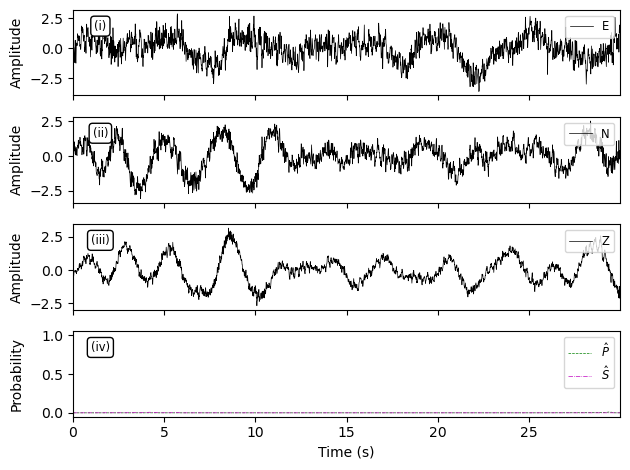 (i)
E
2.5
0.0
−2.5
Amplitude
(ii)
N
2.5
0.0
−2.5
Amplitude
(iii)
Z
2.5
0.0
−2.5
Amplitude
(iv)
P̂
Ŝ
1.0
0.5
0.0
Probability
0 5 10 15 20 25
Time (s)